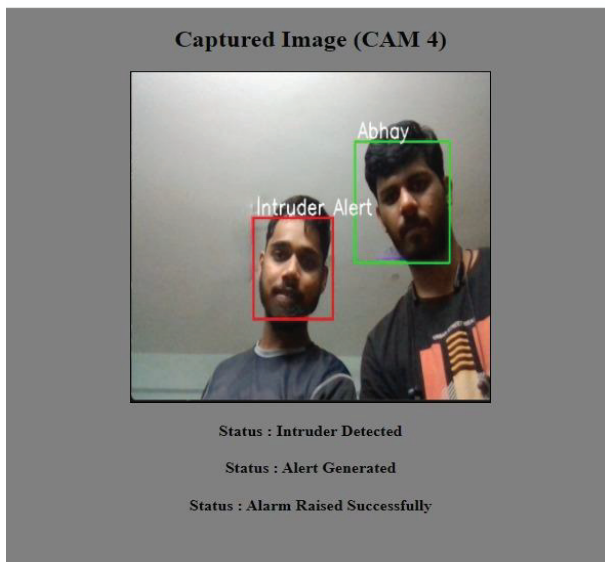 Captured Image (CAM 4)
Abhay
Intruder Alert
Status : Intruder Detected
Status : Alert Generated
Status : Alarm Raised Successfully